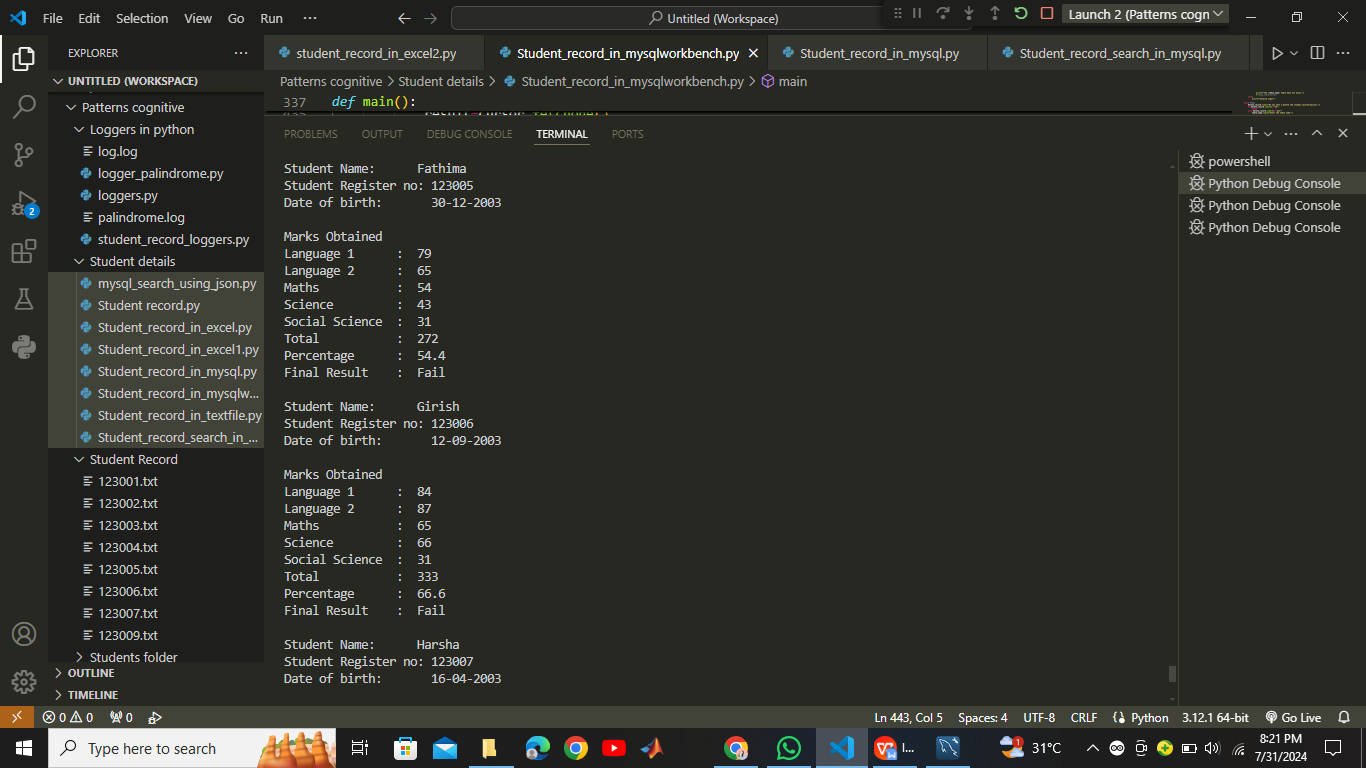 File Edit Selection View Go Run ··· Untitled (Workspace) Launch 2 (Patterns cogn
EXPLORER ···
student_record_in_excel2.py Student_record_in_mysqlworkbench.py Student_record_in_mysql.py Student_record_search_in_mysql.py ···
Patterns cognitive > Student details > Student_record_in_mysqlworkbench.py > main
337 def main():
UNTITLED (WORKSPACE)
Patterns cognitive
Loggers in python
log.log
logger_palindrome.py
loggers.py
palindrome.log
student_record_loggers.py
Student details
mysql_search_using_json.py
Student record.py
Student_record_in_excel.py
Student_record_in_excel1.py
Student_record_in_mysql.py
Student_record_in_mysqlw...
Student_record_in_textfile.py
Student_record_search_in_...
Student Record
123001.txt
123002.txt
123003.txt
123004.txt
123005.txt
123006.txt
123007.txt
123009.txt
Students folder
OUTLINE
TIMELINE
2
PROBLEMS OUTPUT DEBUG CONSOLE TERMINAL PORTS ···
Student Name: Fathima
Student Register no: 123005
Date of birth: 30-12-2003
Marks Obtained
Language 1 : 79
Language 2 : 65
Maths : 54
Science : 43
Social Science : 31
Total : 272
Percentage : 54.4
Final Result : Fail
Student Name: Girish
Student Register no: 123006
Date of birth: 12-09-2003
Marks Obtained
Language 1 : 84
Language 2 : 87
Maths : 65
Science : 66
Social Science : 31
Total : 333
Percentage : 66.6
Final Result : Fail
Student Name: Harsha
Student Register no: 123007
Date of birth: 16-04-2003
powershell
Python Debug Console
Python Debug Console
Python Debug Console
0 0 0 Ln 443, Col 5 Spaces: 4 UTF-8 CRLF Python 3.12.1 64-bit Go Live
Type here to search I... 1 31°C 8:21 PM
7/31/2024